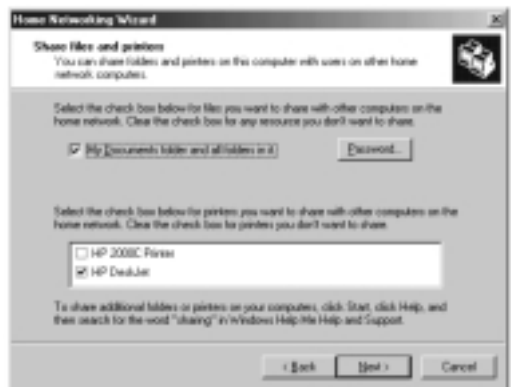 Home Networking Wizard
Share files and printers
You can share folders and printers on this computer with users on other home
network computers.
Select the check box below for files you want to share with other computers on the
home network. Clear the check box for any resource you don't want to share.
My Documents folder and all folders in it
Password...
Select the check box below for printers you want to share with other computers on the
home network. Clear the check box for printers you don't want to share.
HP 2000C Printer
HP DeskJet
To share additional folders or printers on your computers, click Start, click Help, and
then search for the word "sharing" in Windows Help Me Help and Support.
< Back
Next >
Cancel